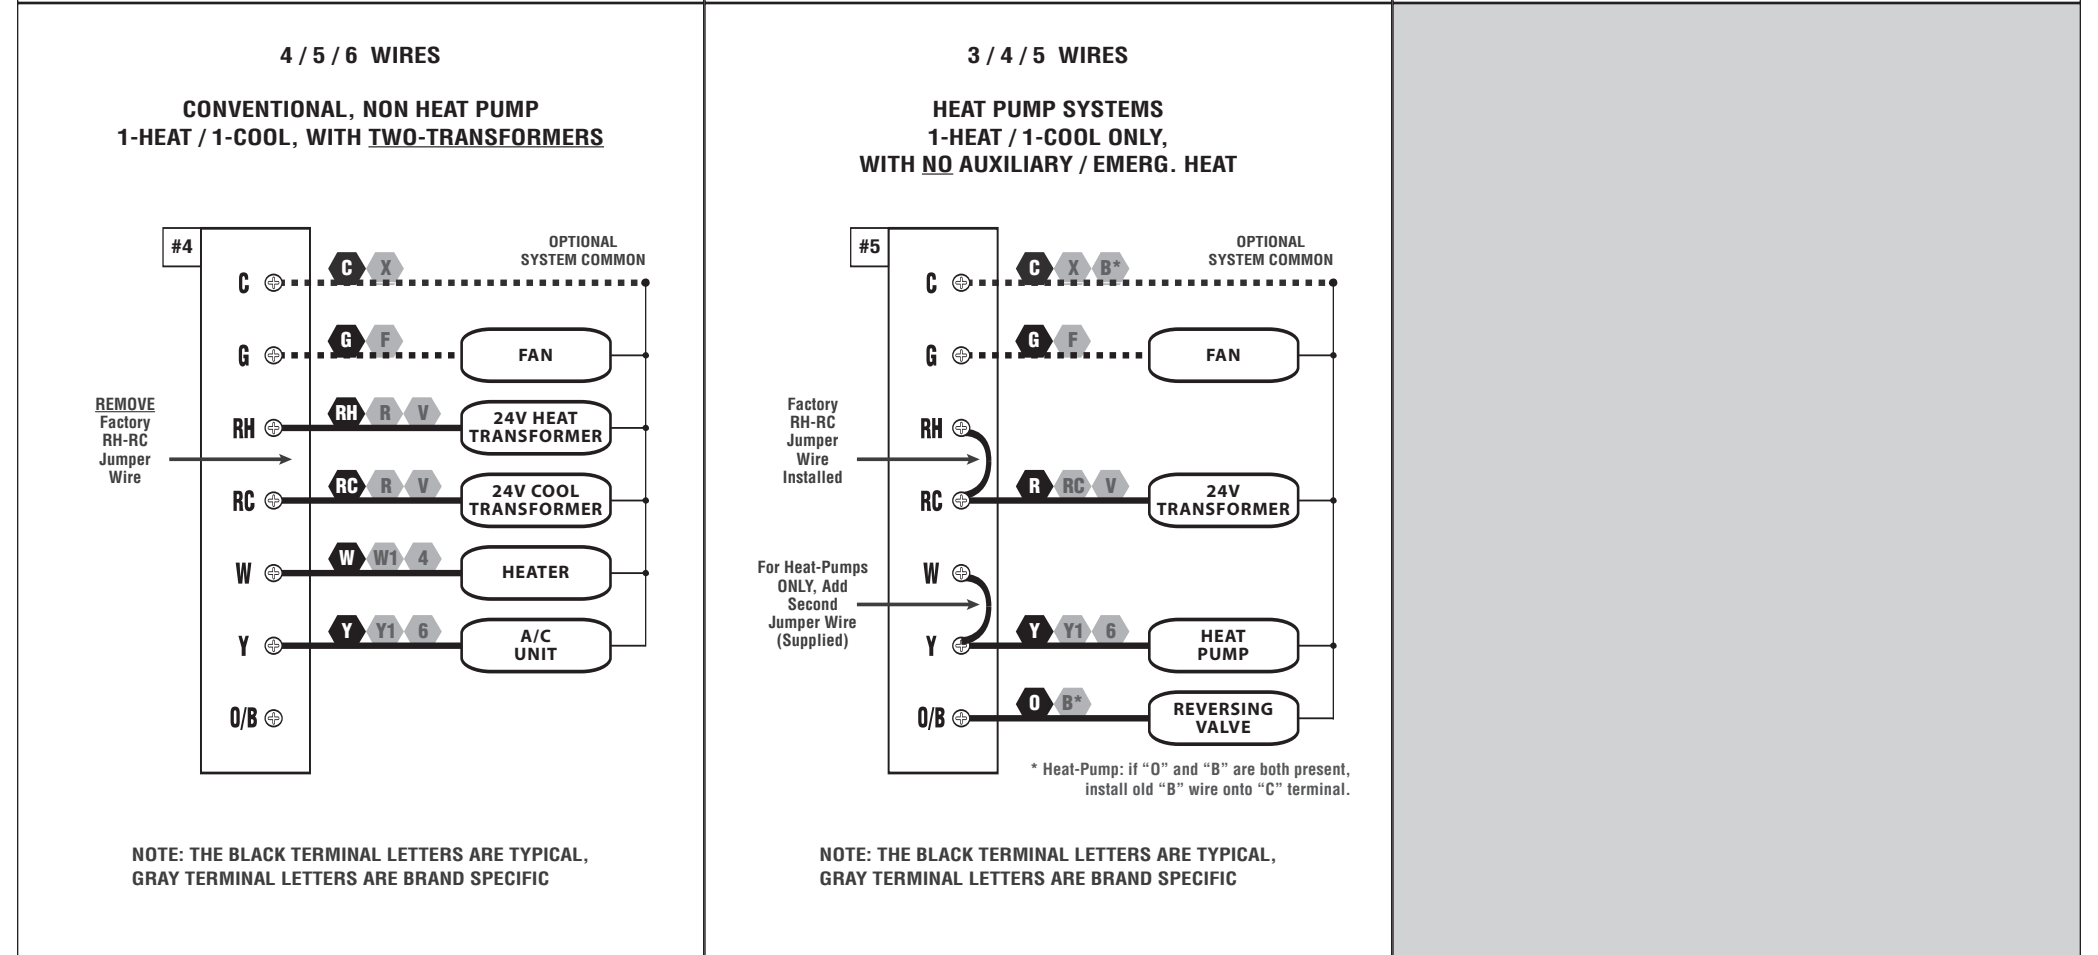 4 / 5 / 6 WIRES
CONVENTIONAL, NON HEAT PUMP
1-HEAT / 1-COOL, WITH TWO-TRANSFORMERS
#4
OPTIONAL
SYSTEM COMMON
C
C X
G
G F
FAN
REMOVE
Factory
RH-RC
Jumper
Wire
RH
RH R V
24V HEAT
TRANSFORMER
RC
RC R V
24V COOL
TRANSFORMER
W
W W1 4
HEATER
Y
Y Y1 6
A/C
UNIT
O/B
NOTE: THE BLACK TERMINAL LETTERS ARE TYPICAL,
GRAY TERMINAL LETTERS ARE BRAND SPECIFIC
3 / 4 / 5 WIRES
HEAT PUMP SYSTEMS
1-HEAT / 1-COOL ONLY,
WITH NO AUXILIARY / EMERG. HEAT
#5
OPTIONAL
SYSTEM COMMON
C
C X B*
G
G F
FAN
Factory
RH-RC
Jumper
Wire
Installed
RH
RC
R RC V
24V
TRANSFORMER
For Heat-Pumps
ONLY, Add
Second
Jumper Wire
(Supplied)
W
Y
Y Y1 6
HEAT
PUMP
O/B
O B*
REVERSING
VALVE
* Heat-Pump: if “O” and “B” are both present,
install old “B” wire onto “C” terminal.
NOTE: THE BLACK TERMINAL LETTERS ARE TYPICAL,
GRAY TERMINAL LETTERS ARE BRAND SPECIFIC